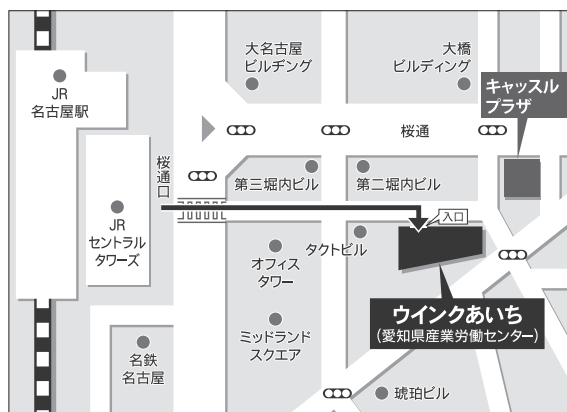 大名古屋
ビルヂング
大橋
ビルディング
キャッスル
プラザ
JR
名古屋駅
桜通
桜通口
第三堀内ビル
第二堀内ビル
入口
JR
セントラル
タワーズ
オフィス
タワー
タクトビル
ウインクあいち
(愛知県産業労働センター)
ミッドランド
スクエア
名鉄
名古屋
琥珀ビル